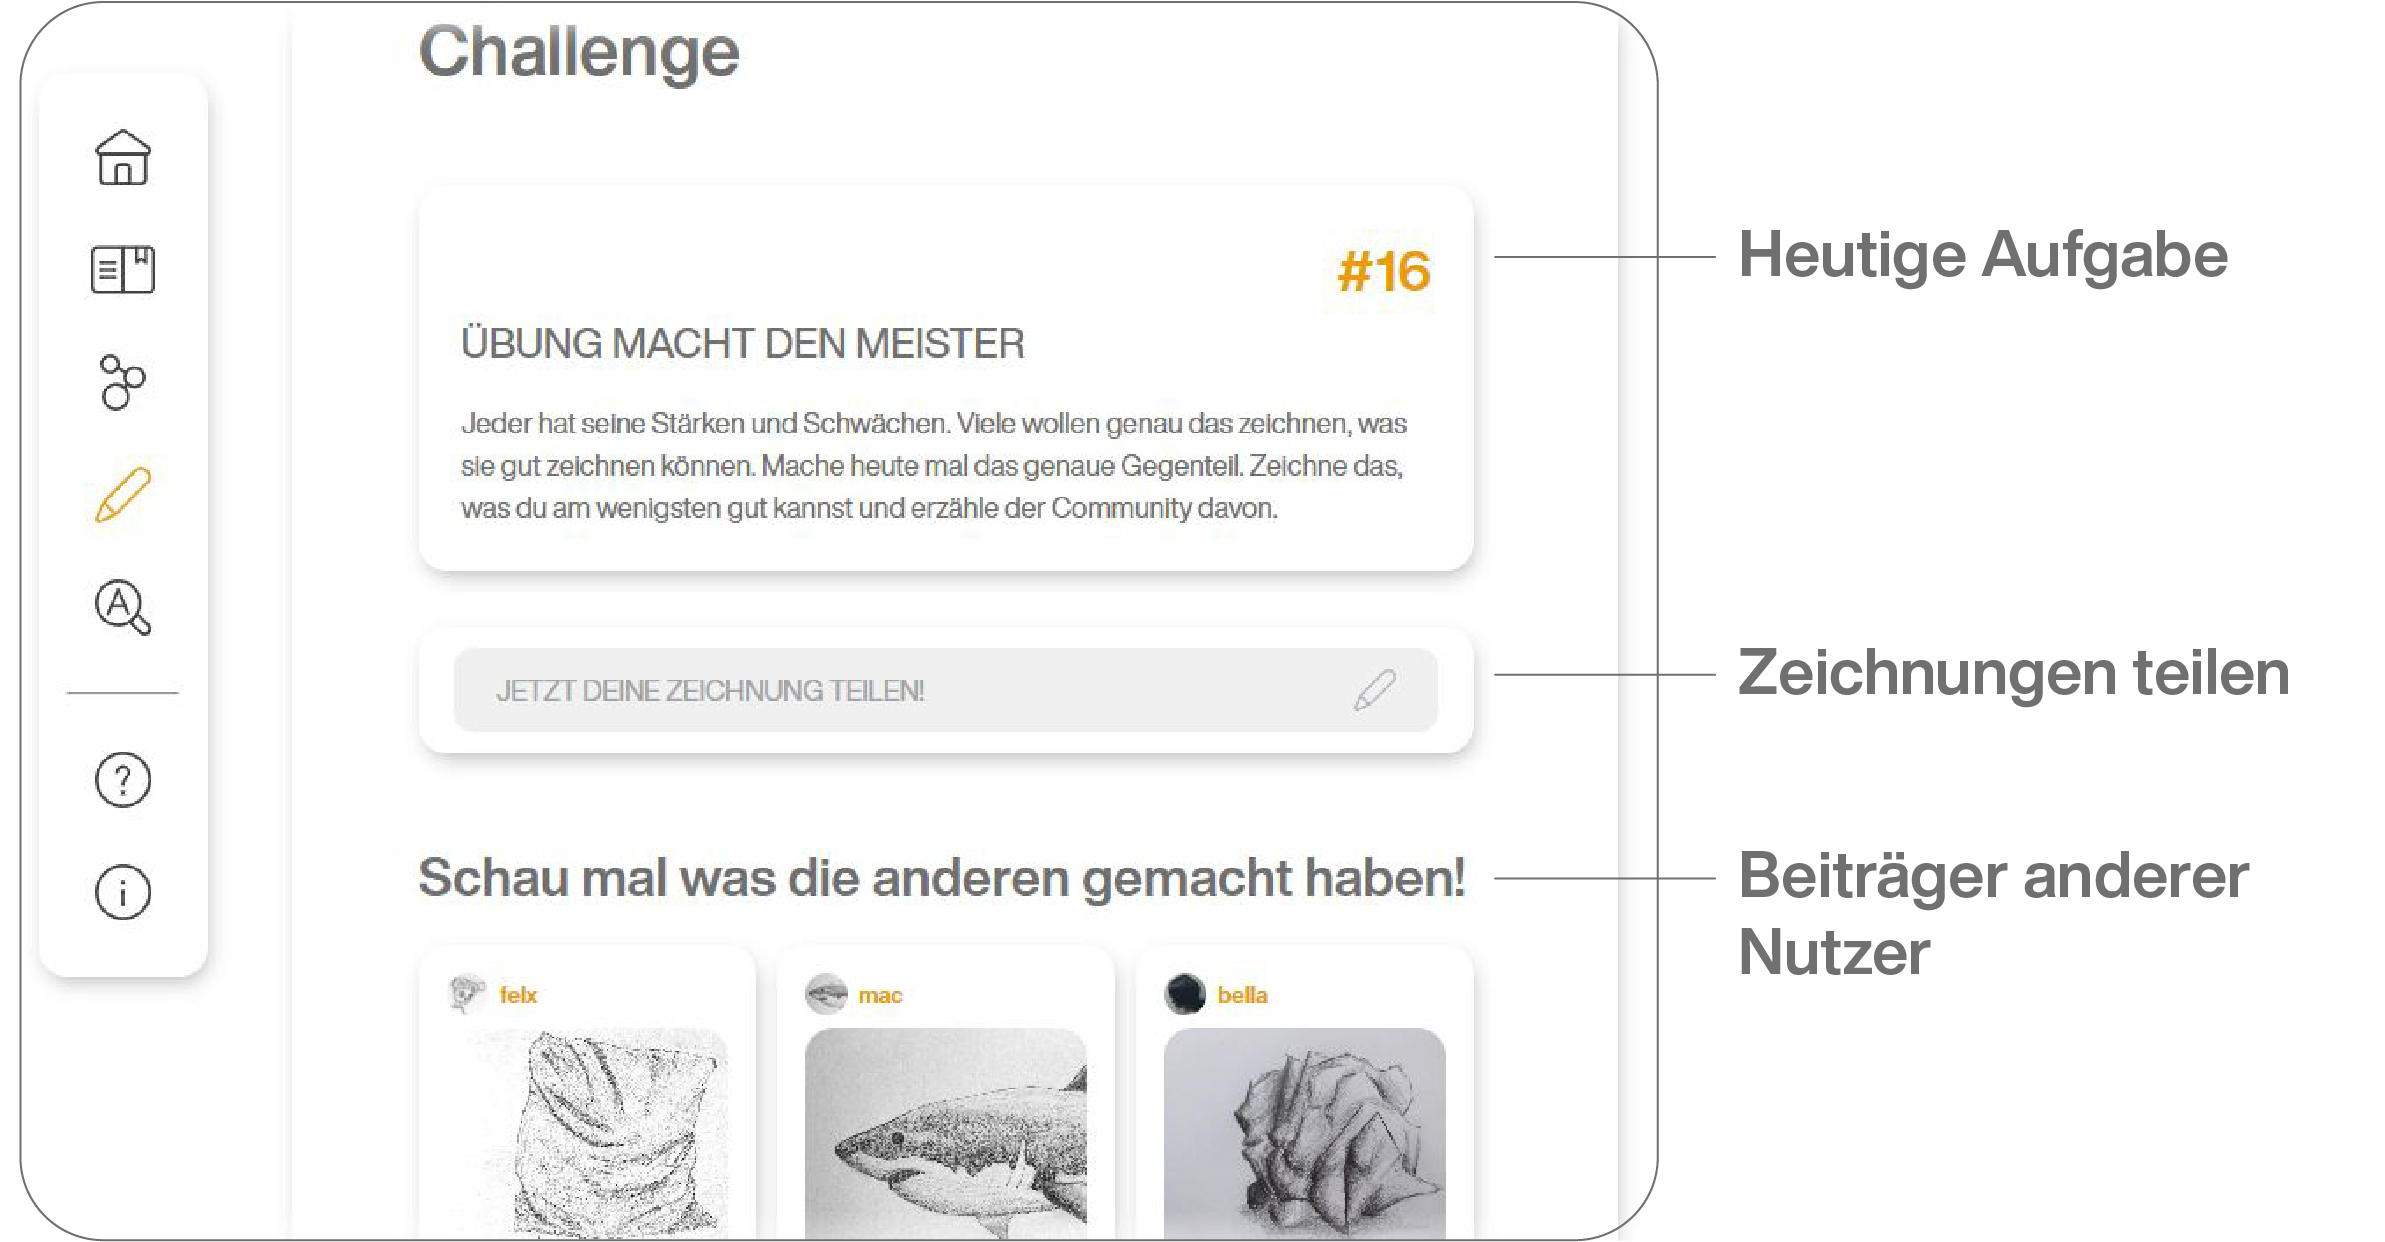 Challenge
#16
Heutige Aufgabe
ÜBUNG MACHT DEN MEISTER
Jeder hat seine Stärken und Schwächen. Viele wollen genau das zeichnen, was
sie gut zeichnen können. Mache heute mal das genaue Gegenteil. Zeichne das,
was du am wenigsten gut kannst und erzähle der Community davon.
JETZT DEINE ZEICHNUNG TEILEN!
Zeichnungen teilen
Schau mal was die anderen gemacht haben!
Beiträger anderer
Nutzer
felx
mac
bella